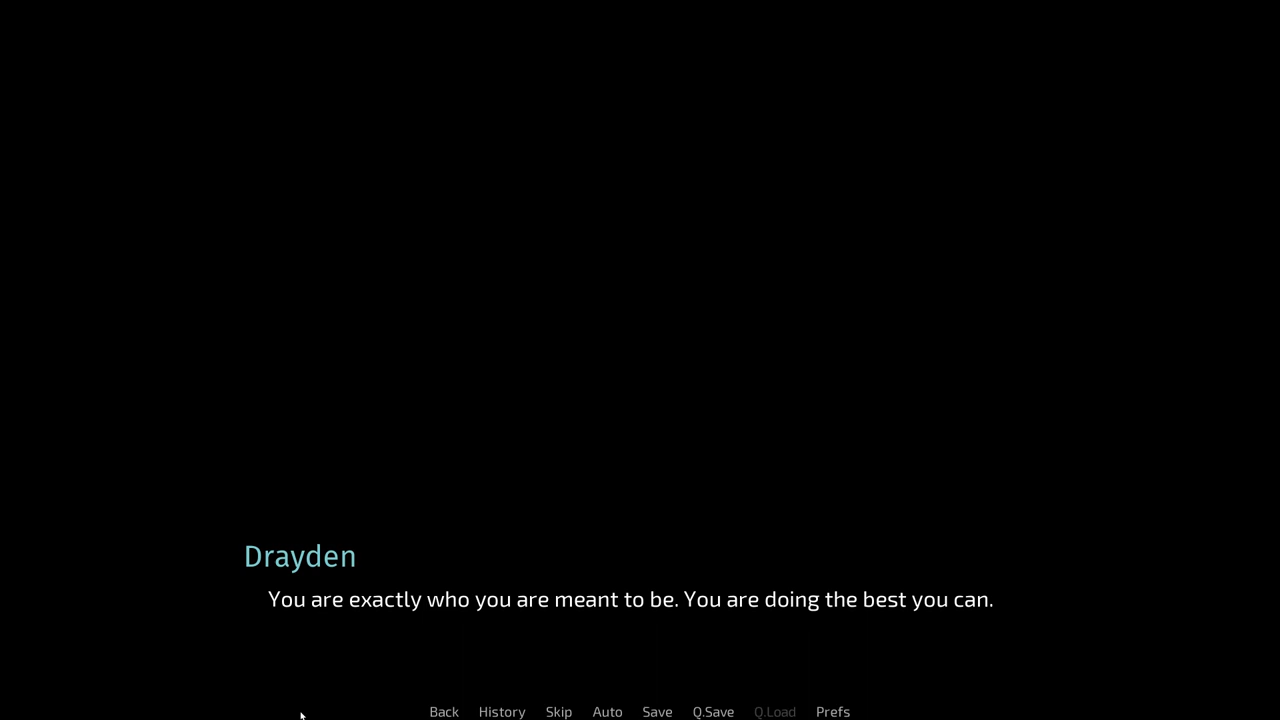 Drayden
You are exactly who you are meant to be. You are doing the best you can.
Back History Skip Auto Save Q.Save Q.Load Prefs